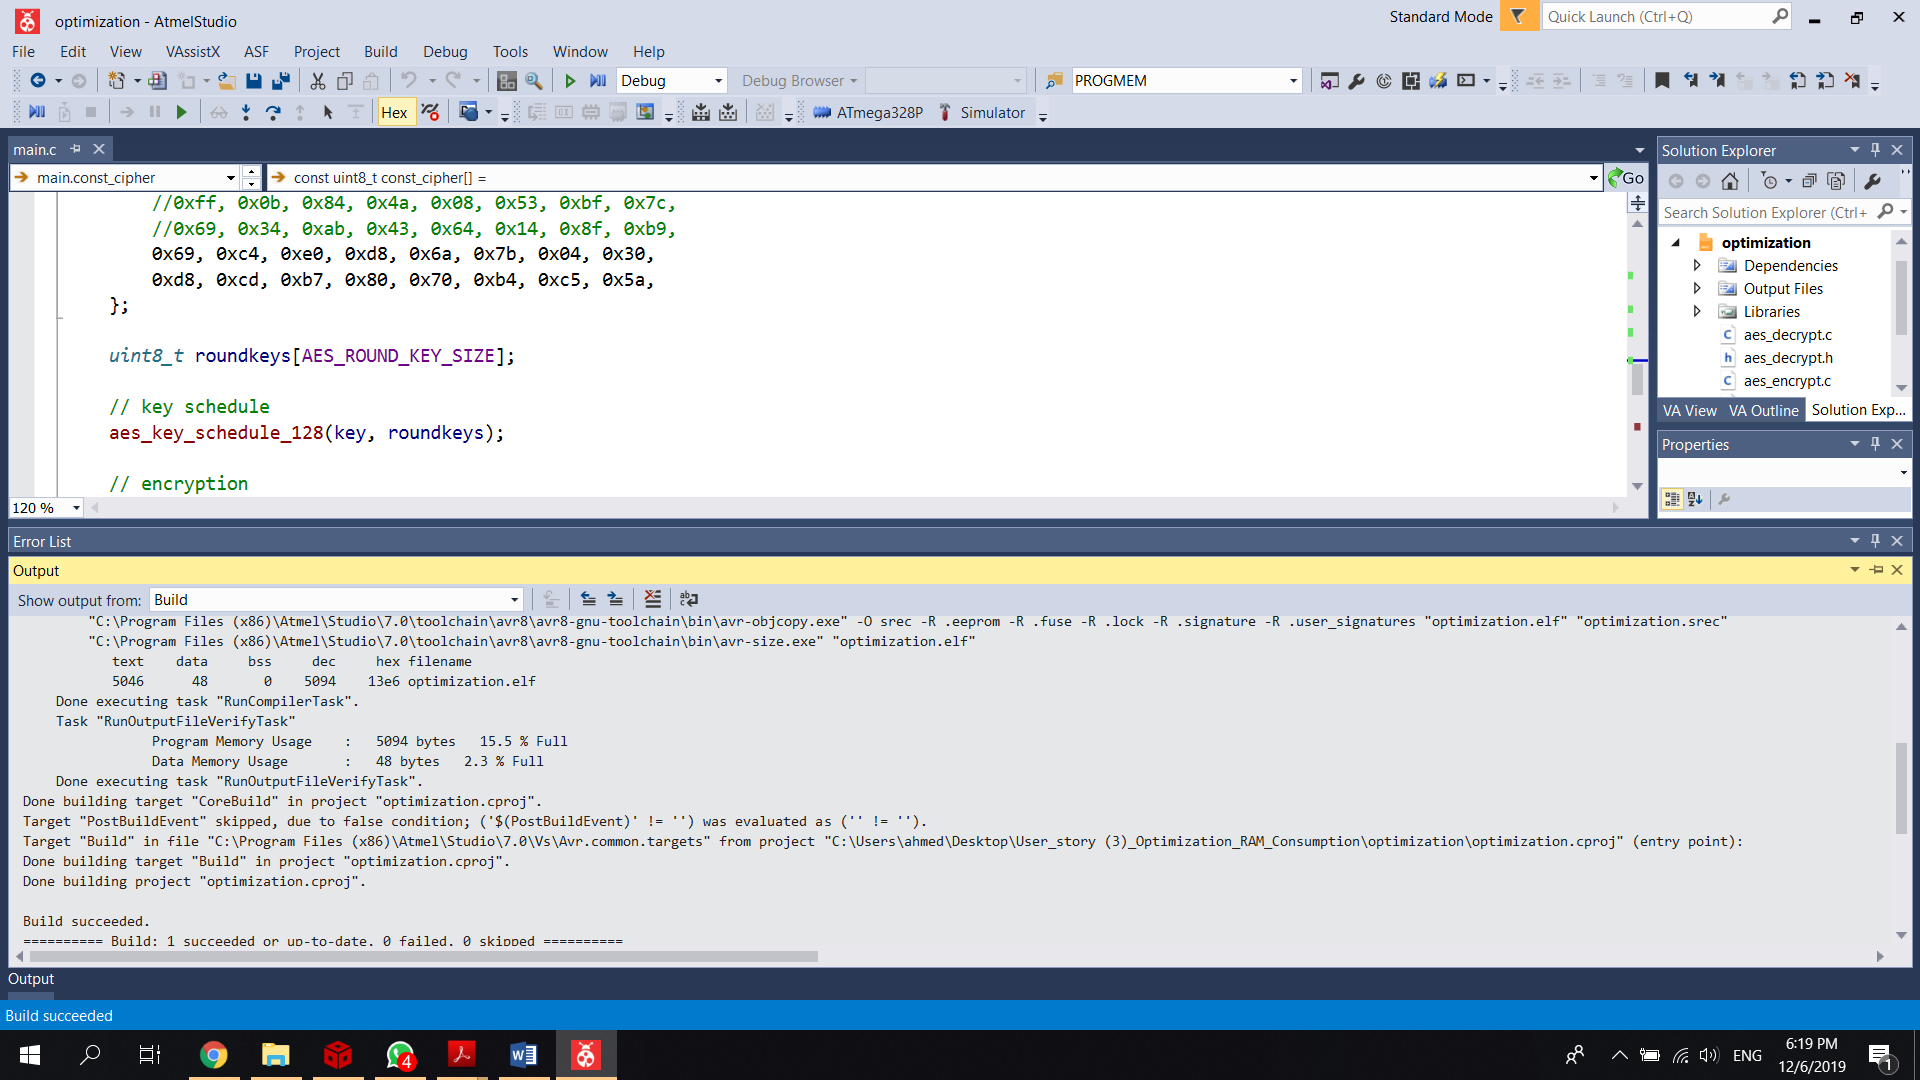 optimization - AtmelStudio
Standard Mode
Quick Launch (Ctrl+Q)
File Edit View VAssistX ASF Project Build Debug Tools Window Help
Debug
Debug Browser
PROGMEM
Hex
ATmega328P
Simulator
main.c
main.const_cipher
const uint8_t const_cipher[] =
Go
//0xff, 0x0b, 0x84, 0x4a, 0x08, 0x53, 0xbf, 0x7c,
//0x69, 0x34, 0xab, 0x43, 0x64, 0x14, 0x8f, 0xb9,
0x69, 0xc4, 0xe0, 0xd8, 0x6a, 0x7b, 0x04, 0x30,
0xd8, 0xcd, 0xb7, 0x80, 0x70, 0xb4, 0xc5, 0x5a,
};
uint8_t roundkeys[AES_ROUND_KEY_SIZE];
// key schedule
aes_key_schedule_128(key, roundkeys);
// encryption
120 %
Solution Explorer
Search Solution Explorer (Ctrl+
optimization
Dependencies
Output Files
Libraries
aes_decrypt.c
aes_decrypt.h
aes_encrypt.c
VA View VA Outline Solution Exp...
Properties
Error List
Output
Show output from: Build
"C:\Program Files (x86)\Atmel\Studio\7.0\toolchain\avr8\avr8-gnu-toolchain\bin\avr-objcopy.exe" -O srec -R .eeprom -R .fuse -R .lock -R .signature -R .user_signatures "optimization.elf" "optimization.srec"
"C:\Program Files (x86)\Atmel\Studio\7.0\toolchain\avr8\avr8-gnu-toolchain\bin\avr-size.exe" "optimization.elf"
text data bss dec hex filename
5046 48 0 5094 13e6 optimization.elf
Done executing task "RunCompilerTask".
Task "RunOutputFileVerifyTask"
Program Memory Usage : 5094 bytes 15.5 % Full
Data Memory Usage : 48 bytes 2.3 % Full
Done executing task "RunOutputFileVerifyTask".
Done building target "CoreBuild" in project "optimization.cproj".
Target "PostBuildEvent" skipped, due to false condition; ('$(PostBuildEvent)' != '') was evaluated as ('' != '').
Target "Build" in file "C:\Program Files (x86)\Atmel\Studio\7.0\Vs\Avr.common.targets" from project "C:\Users\ahmed\Desktop\User_story (3)_Optimization_RAM_Consumption\optimization\optimization.cproj" (entry point):
Done building target "Build" in project "optimization.cproj".
Done building project "optimization.cproj".
Build succeeded.
========== Build: 1 succeeded or up-to-date, 0 failed, 0 skipped ==========
Output
Build succeeded
4
ENG
6:19 PM
12/6/2019
1